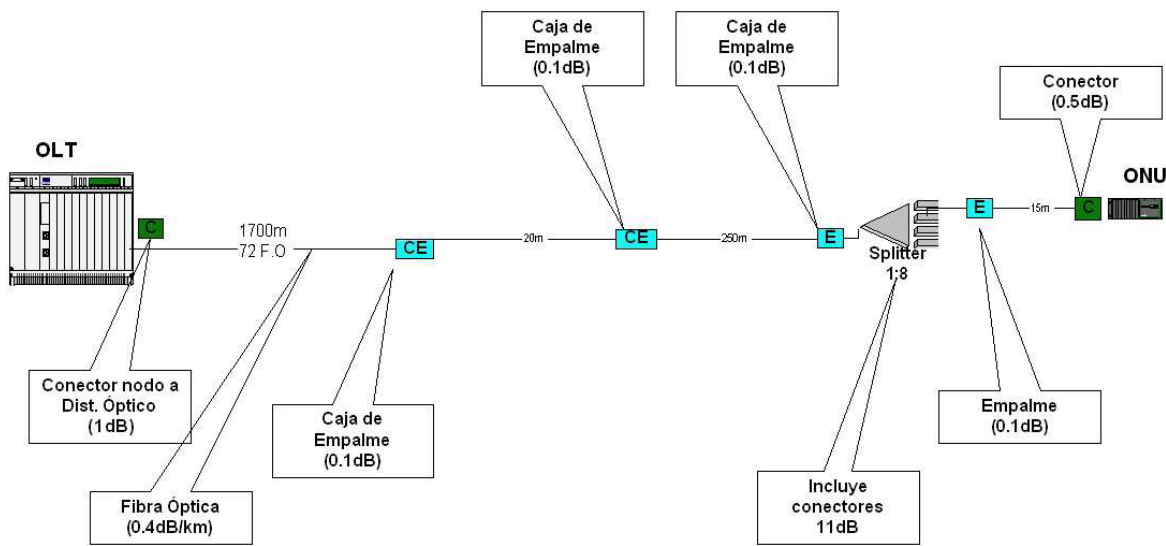 Caja de
Empalme
(0.1dB)
Caja de
Empalme
(0.1dB)
Conector
(0.5dB)
OLT
ONU
C
1700m
72 F.O
CE
20m
CE
250m
E
Splitter
1:8
E
15m
C
Conector nodo a
Dist. Óptico
(1dB)
Caja de
Empalme
(0.1dB)
Empalme
(0.1dB)
Fibra Óptica
(0.4dB/km)
Incluye
conectores
11dB